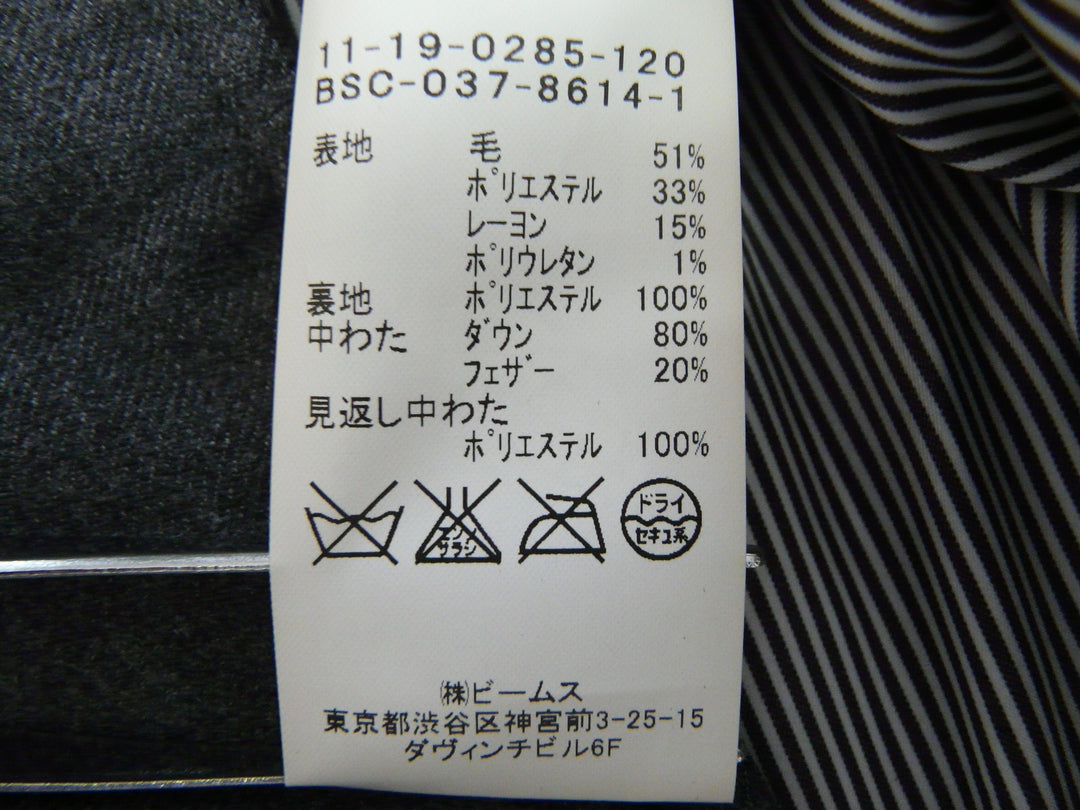 11-19-0285-120
BSC-037-8614-1
表地 毛 51%
ポリエステル 33%
レーヨン 15%
ポリウレタン 1%
裏地 ポリエステル 100%
中わた ダウン 80%
フェザー 20%
見返し中わた
ポリエステル 100%
エンソ
サラシ
ドライ
セキユ系
㈱ビームス
東京都渋谷区神宮前3-25-15
ダヴィンチビル6F